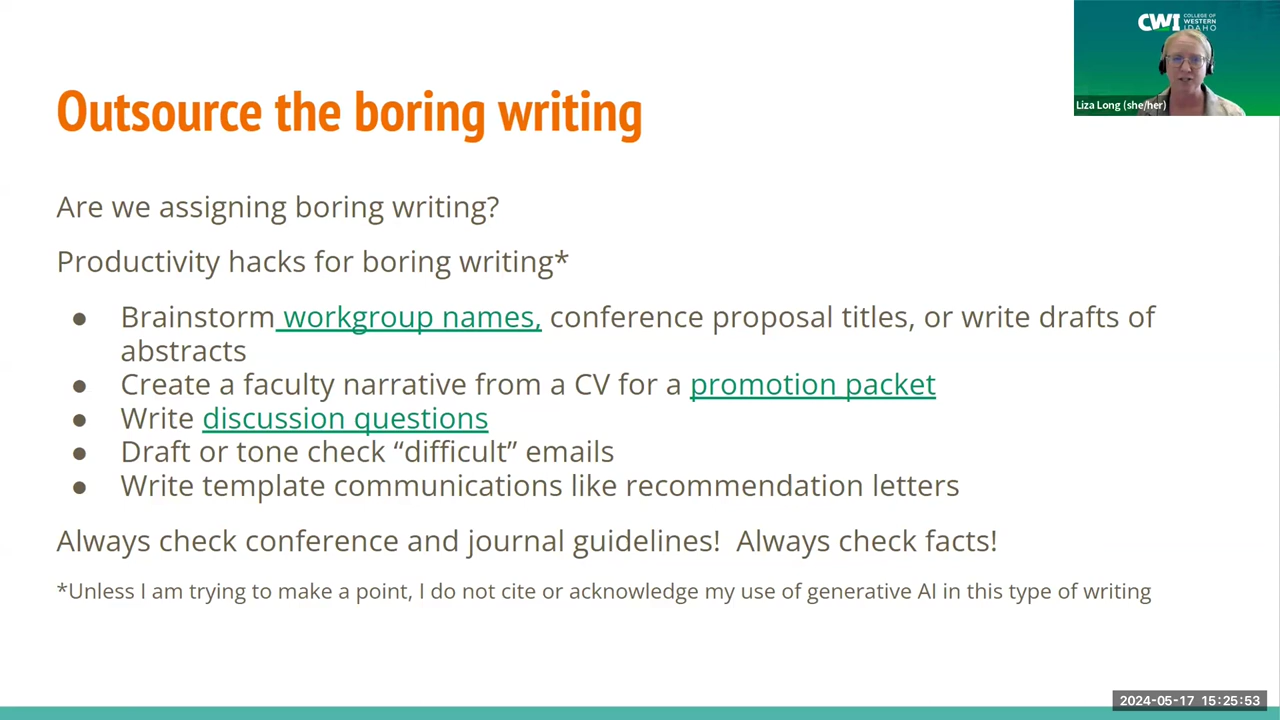 CWI COLLEGE OF
WESTERN
IDAHO
Liza Long (she/her)
Outsource the boring writing
Are we assigning boring writing?
Productivity hacks for boring writing*
● Brainstorm workgroup names, conference proposal titles, or write drafts of
abstracts
● Create a faculty narrative from a CV for a promotion packet
● Write discussion questions
● Draft or tone check “difficult” emails
● Write template communications like recommendation letters
Always check conference and journal guidelines!  Always check facts!
*Unless I am trying to make a point, I do not cite or acknowledge my use of generative AI in this type of writing
2024-05-17 15:25:53